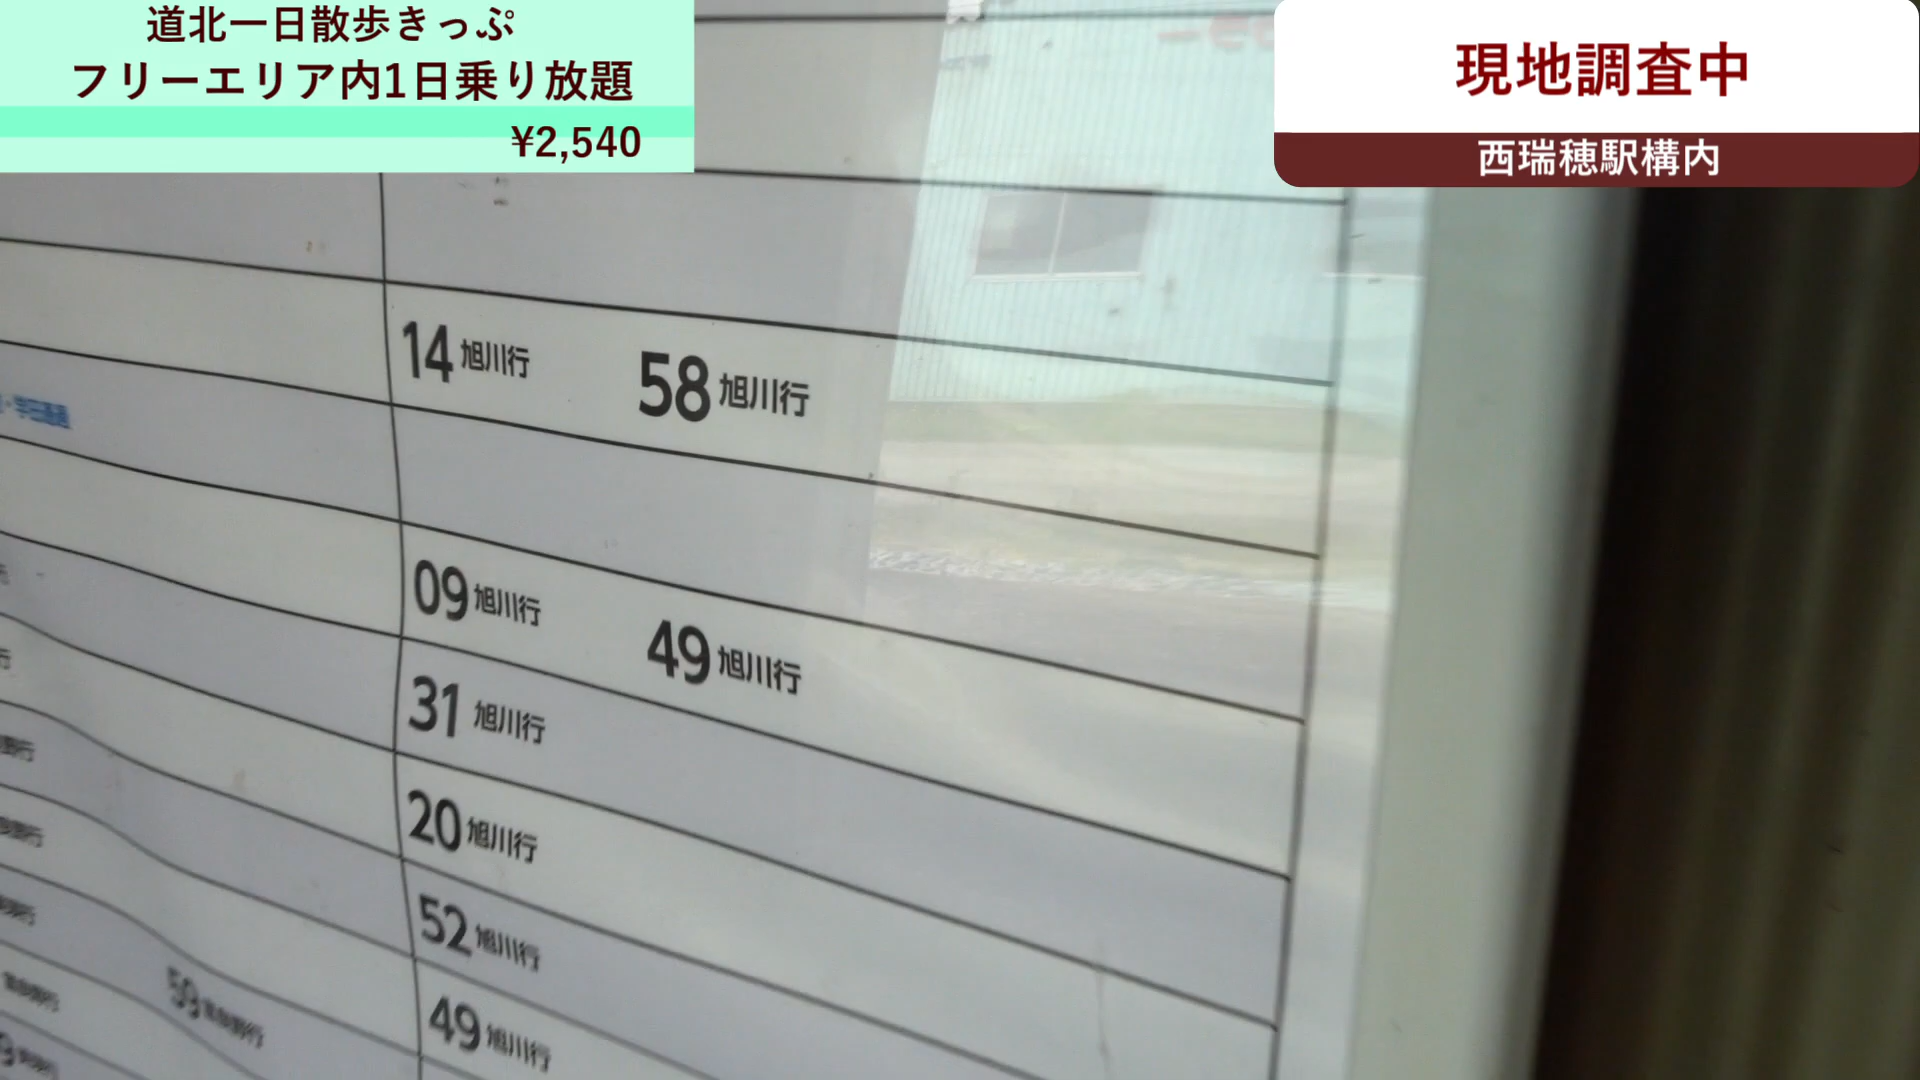 道北一日散歩きっぷ
フリーエリア内1日乗り放題
¥2,540
現地調査中
西瑞穂駅構内
14 旭川行 58 旭川行
09 旭川行 49 旭川行
31 旭川行
20 旭川行
52 旭川行
59
49 旭川行